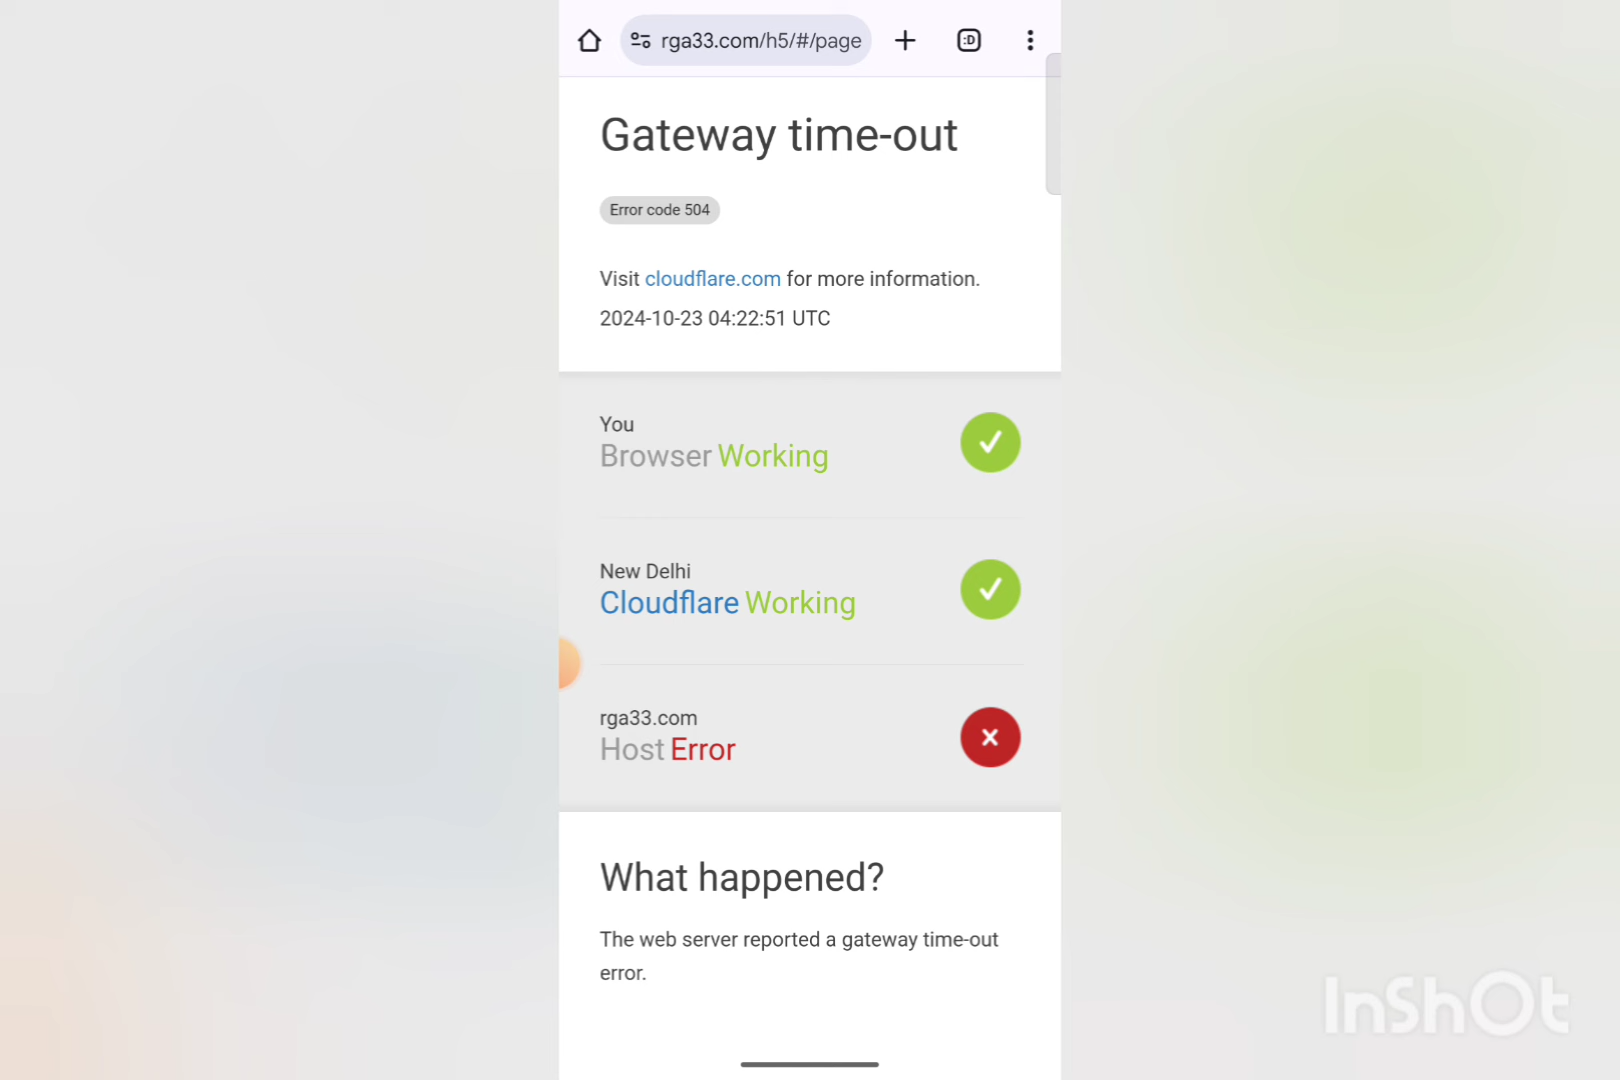 rga33.com/h5/#/page
:D
Gateway time-out
Error code 504
Visit cloudflare.com for more information.
2024-10-23 04:22:51 UTC
You
Browser Working
New Delhi
Cloudflare Working
rga33.com
Host Error
What happened?
The web server reported a gateway time-out
error.
InShOt